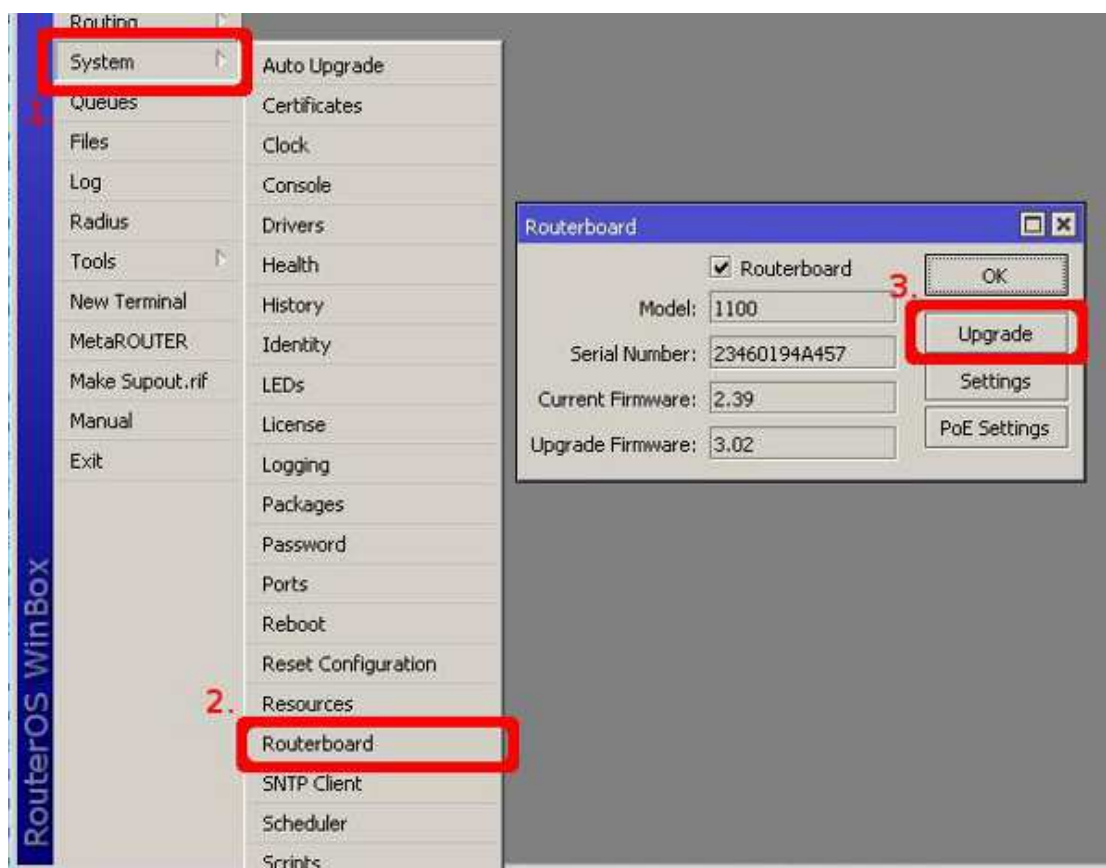 Routing
System
1.
Queues
Files
Log
Radius
Tools
New Terminal
MetaROUTER
Make Supout.rif
Manual
Exit
RouterOS WinBox
Auto Upgrade
Certificates
Clock
Console
Drivers
Health
History
Identity
LEDs
License
Logging
Packages
Password
Ports
Reboot
Reset Configuration
2.
Resources
Routerboard
SNTP Client
Scheduler
Scripts
Routerboard
Routerboard
Model: 1100
Serial Number: 23460194A457
Current Firmware: 2.39
Upgrade Firmware: 3.02
OK
3.
Upgrade
Settings
PoE Settings